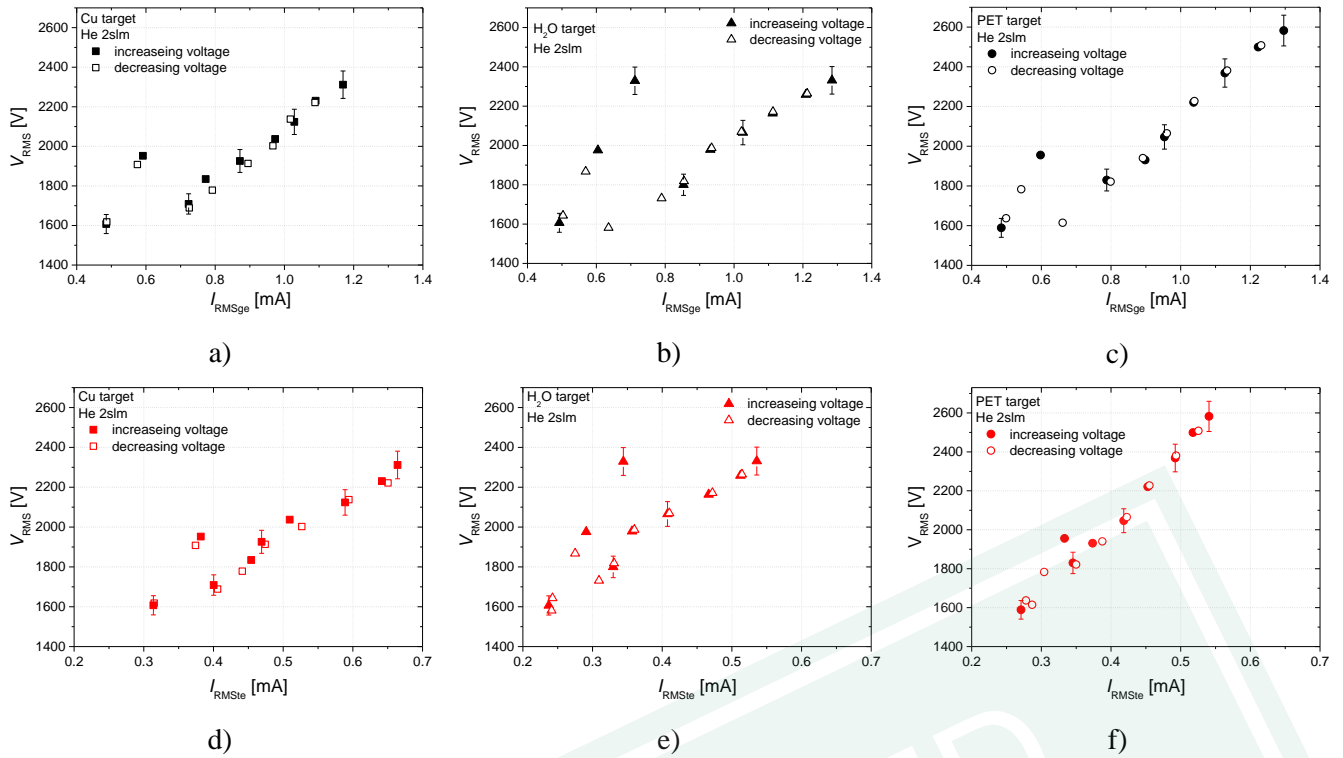 Cu target
He 2slm
increaseing voltage
decreasing voltage
V_RMS [V]
2600
2400
2200
2000
1800
1600
1400
0.4 0.6 0.8 1.0 1.2 1.4
I_RMSge [mA]
a)
H2O target
He 2slm
increaseing voltage
decreasing voltage
V_RMS [V]
2600
2400
2200
2000
1800
1600
1400
0.4 0.6 0.8 1.0 1.2 1.4
I_RMSge [mA]
b)
PET target
He 2slm
increaseing voltage
decreasing voltage
V_RMS [V]
2600
2400
2200
2000
1800
1600
1400
0.4 0.6 0.8 1.0 1.2 1.4
I_RMSge [mA]
c)
Cu target
He 2slm
increaseing voltage
decreasing voltage
V_RMS [V]
2600
2400
2200
2000
1800
1600
1400
0.2 0.3 0.4 0.5 0.6 0.7
I_RMSte [mA]
d)
H2O target
He 2slm
increaseing voltage
decreasing voltage
V_RMS [V]
2600
2400
2200
2000
1800
1600
1400
0.2 0.3 0.4 0.5 0.6 0.7
I_RMSte [mA]
e)
PET target
He 2slm
increaseing voltage
decreasing voltage
V_RMS [V]
2600
2400
2200
2000
1800
1600
1400
0.2 0.3 0.4 0.5 0.6 0.7
I_RMSte [mA]
f)